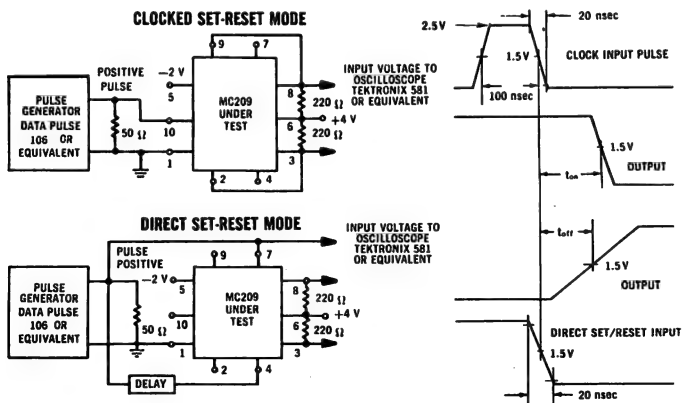 CLOCKED SET-RESET MODE
9
7
POSITIVE
PULSE
−2 V
5
PULSE
GENERATOR
DATA PULSE
106 OR
EQUIVALENT
50 Ω
10
1
MC209
UNDER
TEST
8
220 Ω
6
+4 V
220 Ω
3
2
4
INPUT VOLTAGE TO
OSCILLOSCOPE
TEKTRONIX 581
OR EQUIVALENT
DIRECT SET-RESET MODE
PULSE
POSITIVE
9
7
−2 V
5
PULSE
GENERATOR
DATA PULSE
106 OR
EQUIVALENT
50 Ω
10
1
MC209
UNDER
TEST
8
220 Ω
6
+4 V
220 Ω
3
2
4
DELAY
INPUT VOLTAGE TO
OSCILLOSCOPE
TEKTRONIX 581
OR EQUIVALENT
20 nsec
2.5V
1.5V
CLOCK INPUT PULSE
100 nsec
1.5V
OUTPUT
ton
toff
1.5V
OUTPUT
DIRECT SET/RESET INPUT
1.5V
20 nsec